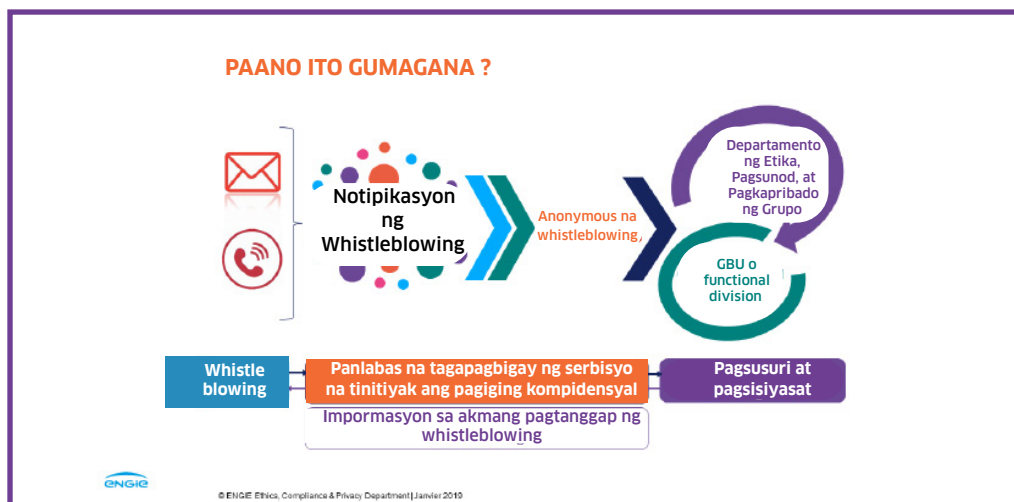 PAANO ITO GUMAGANA ?
Notipikasyon
ng
Whistleblowing
Anonymous na
whistleblowing,
Departamento
ng Etika,
Pagsunod, at
Pagkapribado
ng Grupo
GBU o
functional
division
Whistle
blowing
Panlabas na tagapagbigay ng serbisyo
na tinitiyak ang pagiging kompidensyal
Pagsusuri at
pagsisiyasat
Impormasyon sa akmang pagtanggap ng
whistleblowing
ENGIE
© ENGIE Ethics, Compliance & Privacy Department | Janvier 2019